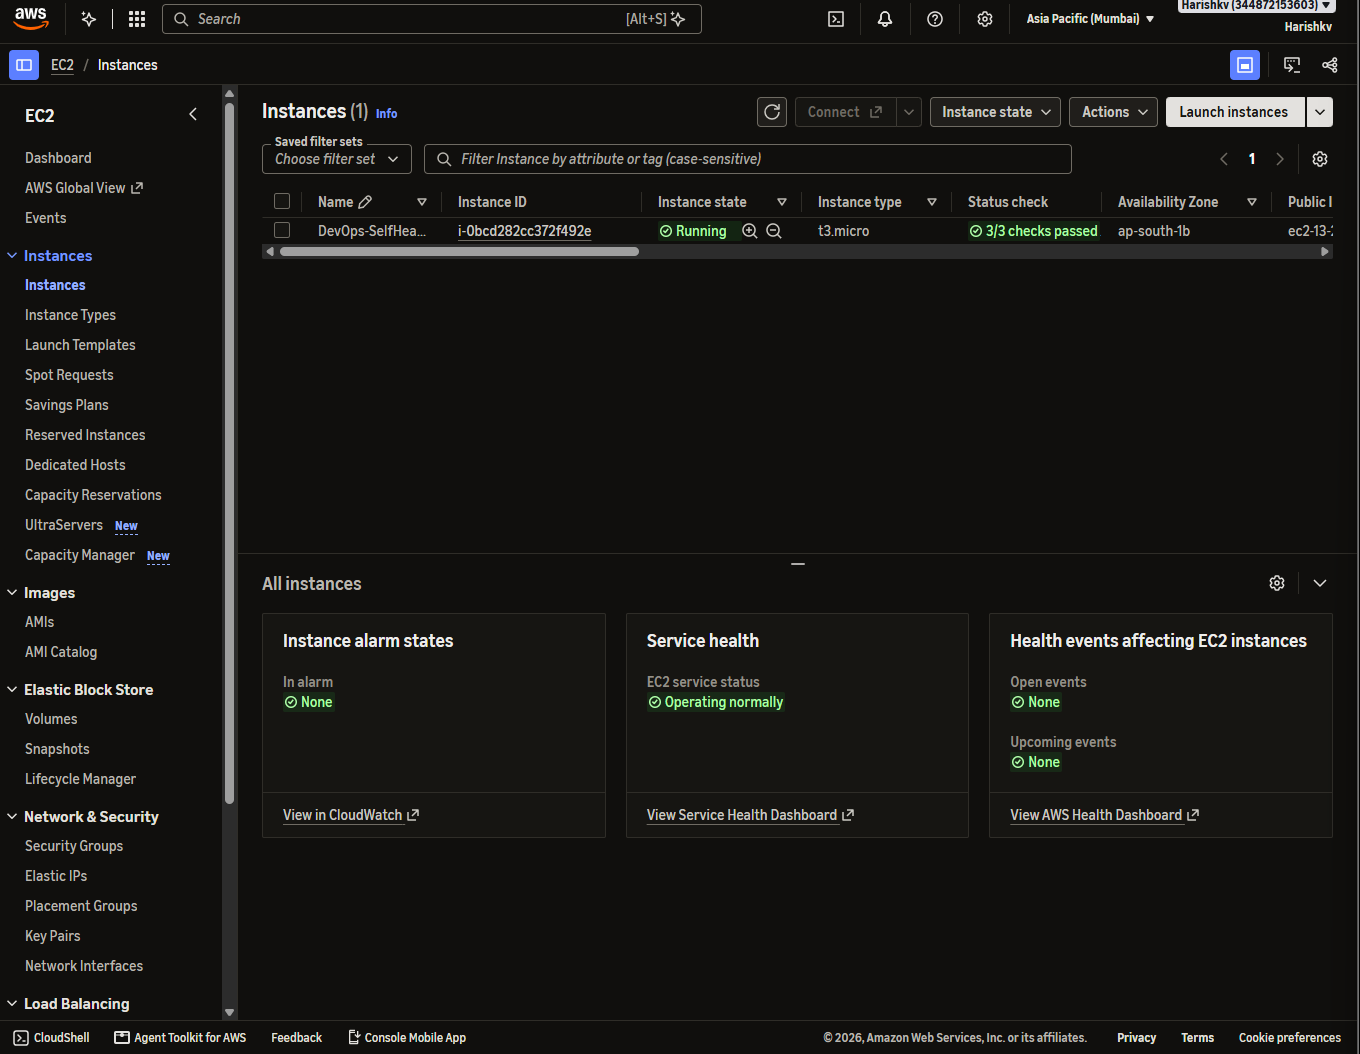 aws
Search
[Alt+S]
Asia Pacific (Mumbai)
Harishkv (344872153603)
Harishkv
EC2 / Instances
EC2
Dashboard
AWS Global View
Events
Instances
Instances
Instance Types
Launch Templates
Spot Requests
Savings Plans
Reserved Instances
Dedicated Hosts
Capacity Reservations
UltraServers New
Capacity Manager New
Images
AMIs
AMI Catalog
Elastic Block Store
Volumes
Snapshots
Lifecycle Manager
Network & Security
Security Groups
Elastic IPs
Placement Groups
Key Pairs
Network Interfaces
Load Balancing
Instances (1) Info
Connect
Instance state
Actions
Launch instances
Saved filter sets
Choose filter set
Filter Instance by attribute or tag (case-sensitive)
1
Name Instance ID Instance state Instance type Status check Availability Zone Public I
DevOps-SelfHea... i-0bcd282cc372f492e Running t3.micro 3/3 checks passed ap-south-1b ec2-13-2
All instances
Instance alarm states
In alarm
None
View in CloudWatch
Service health
EC2 service status
Operating normally
View Service Health Dashboard
Health events affecting EC2 instances
Open events
None
Upcoming events
None
View AWS Health Dashboard
CloudShell Agent Toolkit for AWS Feedback Console Mobile App © 2026, Amazon Web Services, Inc. or its affiliates. Privacy Terms Cookie preferences